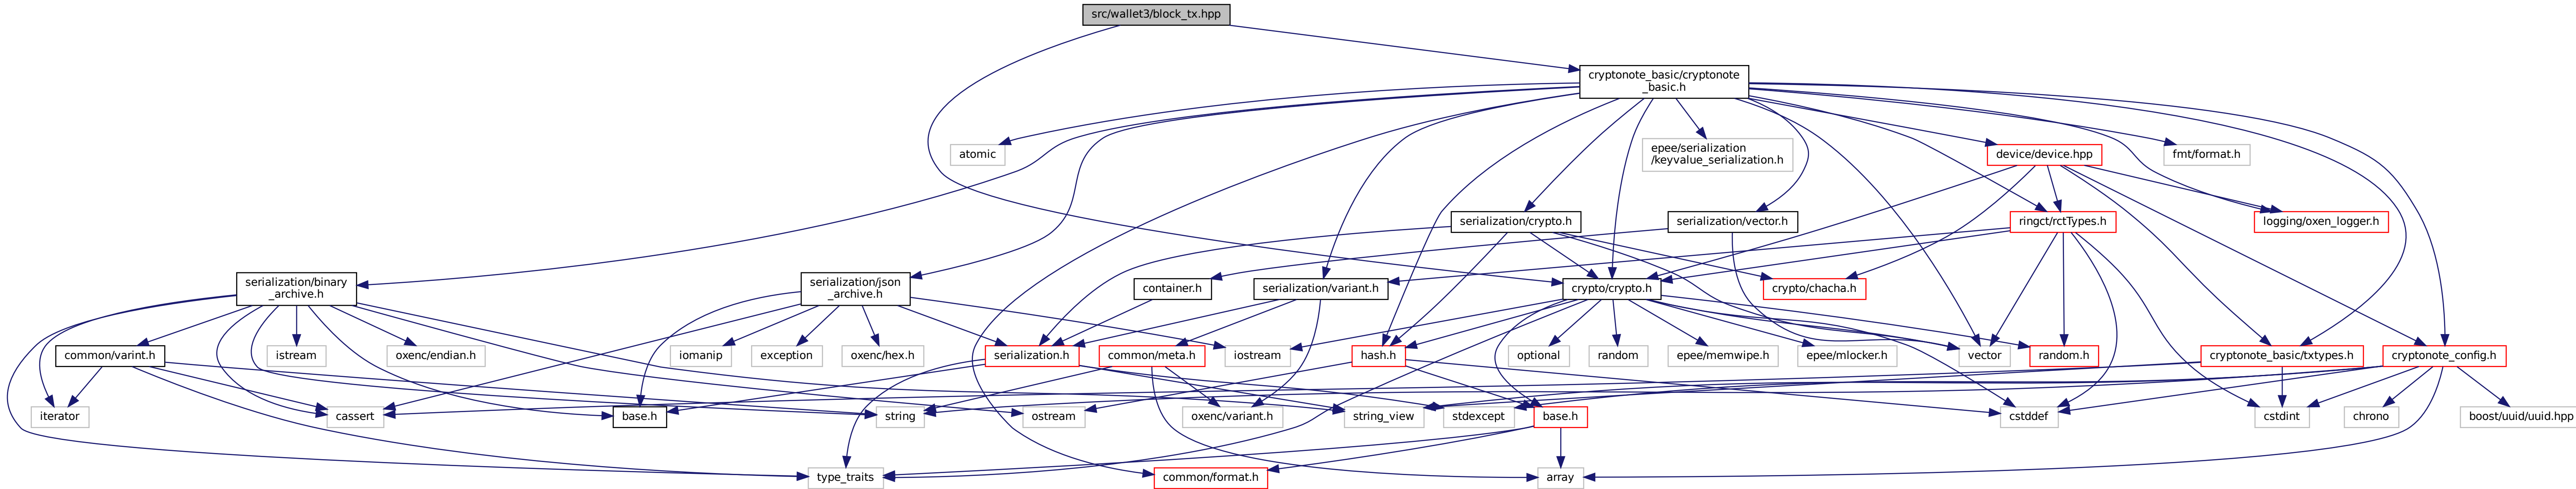 src/wallet3/block_tx.hpp
cryptonote_basic/cryptonote
_basic.h
atomic
epee/serialization
/keyvalue_serialization.h
device/device.hpp
fmt/format.h
serialization/crypto.h
serialization/vector.h
ringct/rctTypes.h
logging/oxen_logger.h
serialization/binary
_archive.h
serialization/json
_archive.h
container.h
serialization/variant.h
crypto/crypto.h
crypto/chacha.h
common/varint.h
istream
oxenc/endian.h
iomanip
exception
oxenc/hex.h
serialization.h
common/meta.h
iostream
hash.h
optional
random
epee/memwipe.h
epee/mlocker.h
vector
random.h
cryptonote_basic/txtypes.h
cryptonote_config.h
iterator
cassert
base.h
string
ostream
oxenc/variant.h
string_view
stdexcept
base.h
cstddef
cstdint
chrono
boost/uuid/uuid.hpp
type_traits
common/format.h
array